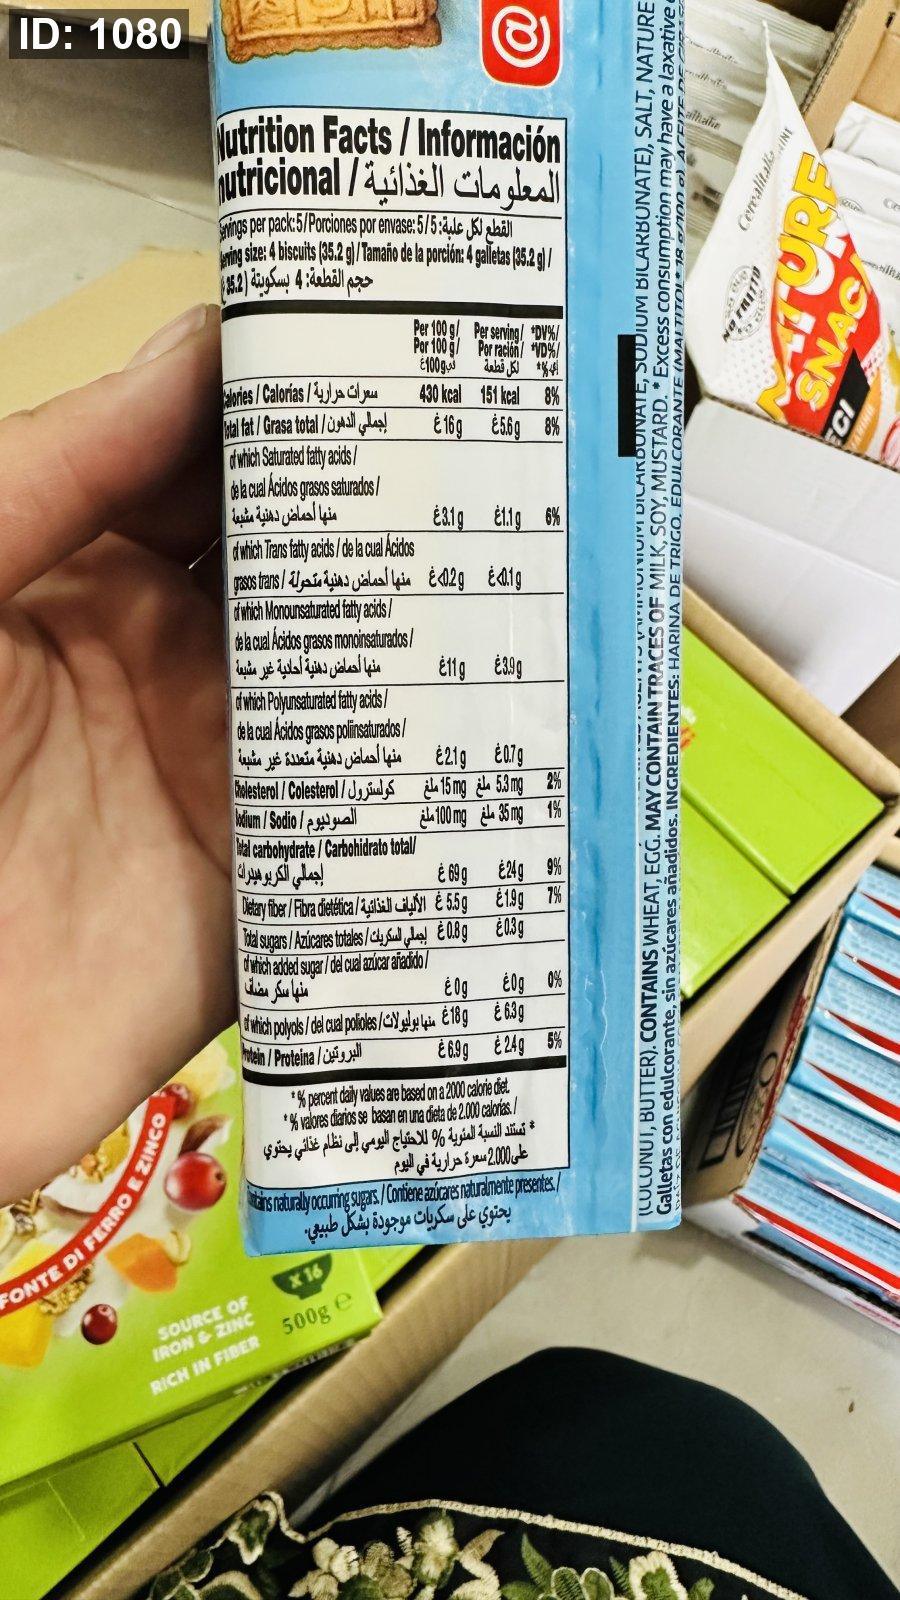 ID: 1080
@
Nutrition Facts / Información
nutricional / المعلومات الغذائية
Servings per pack: 5/Porciones por envase: 5 / 5 :القطع لكل علبة
Serving size: 4 biscuits (35.2 g)/ Tamaño de la porción: 4 galletas (35.2 g) /
حجم القطعة: 4 بسكويتة (35.2 غ
Per 100 g/ Per serving/ *DV%/
Por 100 g/ Por ración/ *VD%/
في100غ لكل قطعة
Calories / Calorías / سعرات حرارية 430 kcal 151 kcal 8%
Total fat / Grasa total / إجمالي الدهون غ 16 g غ 5.6 g 8%
of which Saturated fatty acids /
de la cual Ácidos grasos saturados /
منها أحماض دهنية مشبعة غ 3.1 g غ 1.1 g 6%
of which Trans fatty acids / de la cual Ácidos
grasos trans / منها أحماض دهنية متحولة غ <0.2 g غ <0.1 g
of which Monounsaturated fatty acids /
de la cual Ácidos grasos monoinsaturados /
منها أحماض دهنية أحادية غير مشبعة غ 11 g غ 3.9 g
of which Polyunsaturated fatty acids /
de la cual Ácidos grasos poliinsaturados /
منها أحماض دهنية متعددة غير مشبعة غ 2.1 g غ 0.7 g
Cholesterol / Colesterol / كولسترول ملغ 15 mg ملغ 5.3 mg 2%
Sodium / Sodio / الصوديوم ملغ 100 mg ملغ 35 mg 1%
Total carbohydrate / Carbohidrato total/
إجمالي الكربوهيدرات غ 69 g غ 24 g 9%
Dietary fiber / Fibra dietética / الألياف الغذائية غ 5.5 g غ 1.9 g 7%
Total sugars / Azúcares totales / إجمالي السكريات غ 0.8 g غ 0.3 g
of which added sugar / del cual azúcar añadido /
منها سكر مضاف غ 0 g غ 0 g 0%
of which polyols / del cual polioles / منها بوليولات غ 18 g غ 6.3 g
Protein / Proteína / البروتين غ 6.9 g غ 2.4 g 5%
* % percent daily values are based on a 2000 calorie diet.
* % valores diarios se basan en una dieta de 2.000 calorías. /
* تستند النسبة المئوية % للاحتياج اليومي إلى نظام غذائي يحتوي
على 2.000 سعرة حرارية في اليوم
Contains naturally occurring sugars. / Contiene azúcares naturalmente presentes. /
يحتوي على سكريات موجودة بشكل طبيعي.
BICARBONATE, SODIUM BICARBONATE), SALT, NATURE
(COCONUT, BUTTER). CONTAINS WHEAT, EGG. MAY CONTAIN TRACES OF MILK, SOY, MUSTARD. * Excess consumption may have a laxative
Galletas con edulcorante, sin azúcares añadidos. INGREDIENTES: HARINA DE TRIGO, EDULCORANTE (MALTITOL* 18 g/100 g), ACEITE DE
Cerealitalia
NON FRITTO
NATURE
SNACK
CECI
FONTE DI FERRO E ZINCO
SOURCE OF
IRON & ZINC
RICH IN FIBER
X 16
500g e